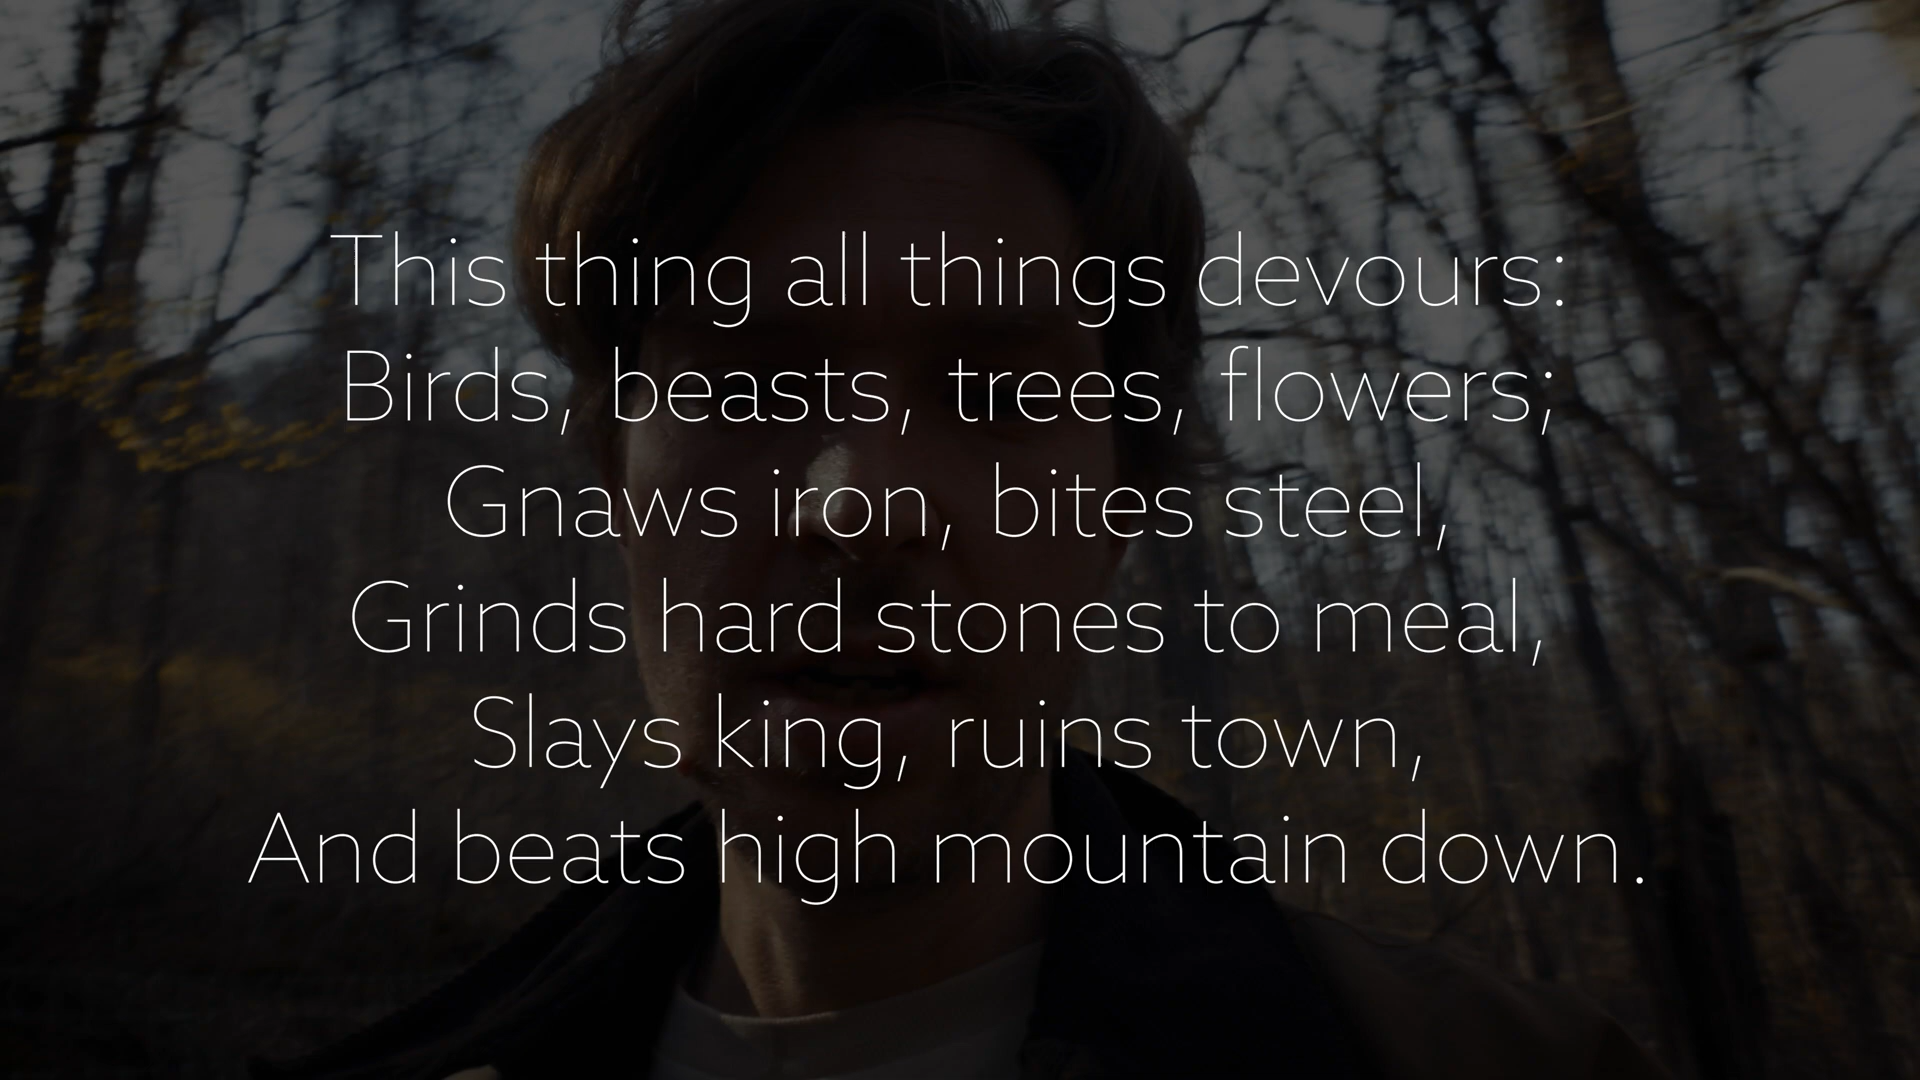 This thing all things devours:
Birds, beasts, trees, flowers;
Gnaws iron, bites steel,
Grinds hard stones to meal,
Slays king, ruins town,
And beats high mountain down.